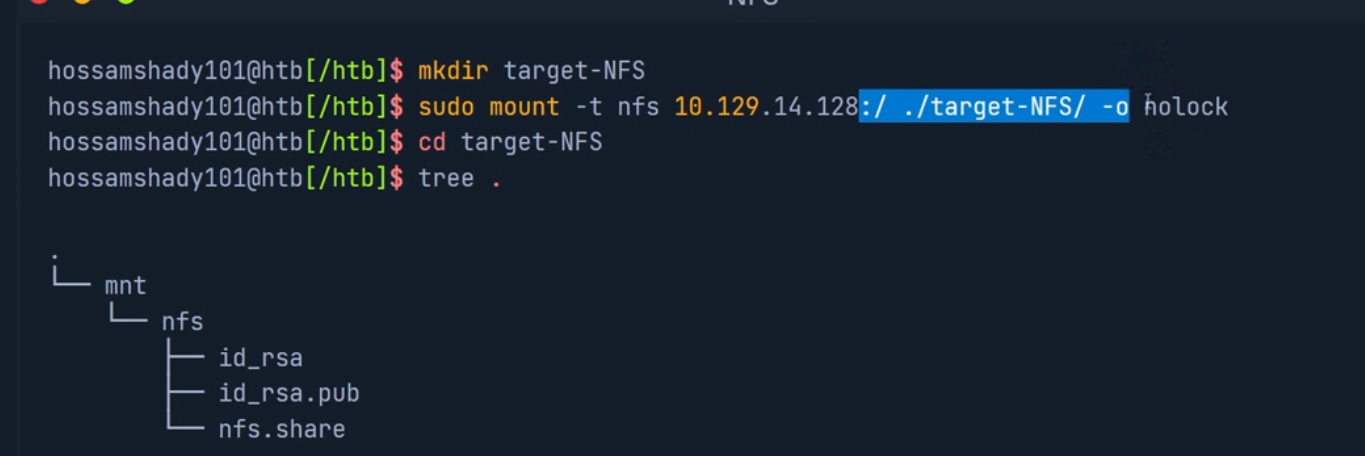 NFS
hossamshady101@htb[/htb]$ mkdir target-NFS
hossamshady101@htb[/htb]$ sudo mount -t nfs 10.129.14.128:/ ./target-NFS/ -o nolock
hossamshady101@htb[/htb]$ cd target-NFS
hossamshady101@htb[/htb]$ tree .
.
└── mnt
    └── nfs
        ├── id_rsa
        ├── id_rsa.pub
        └── nfs.share